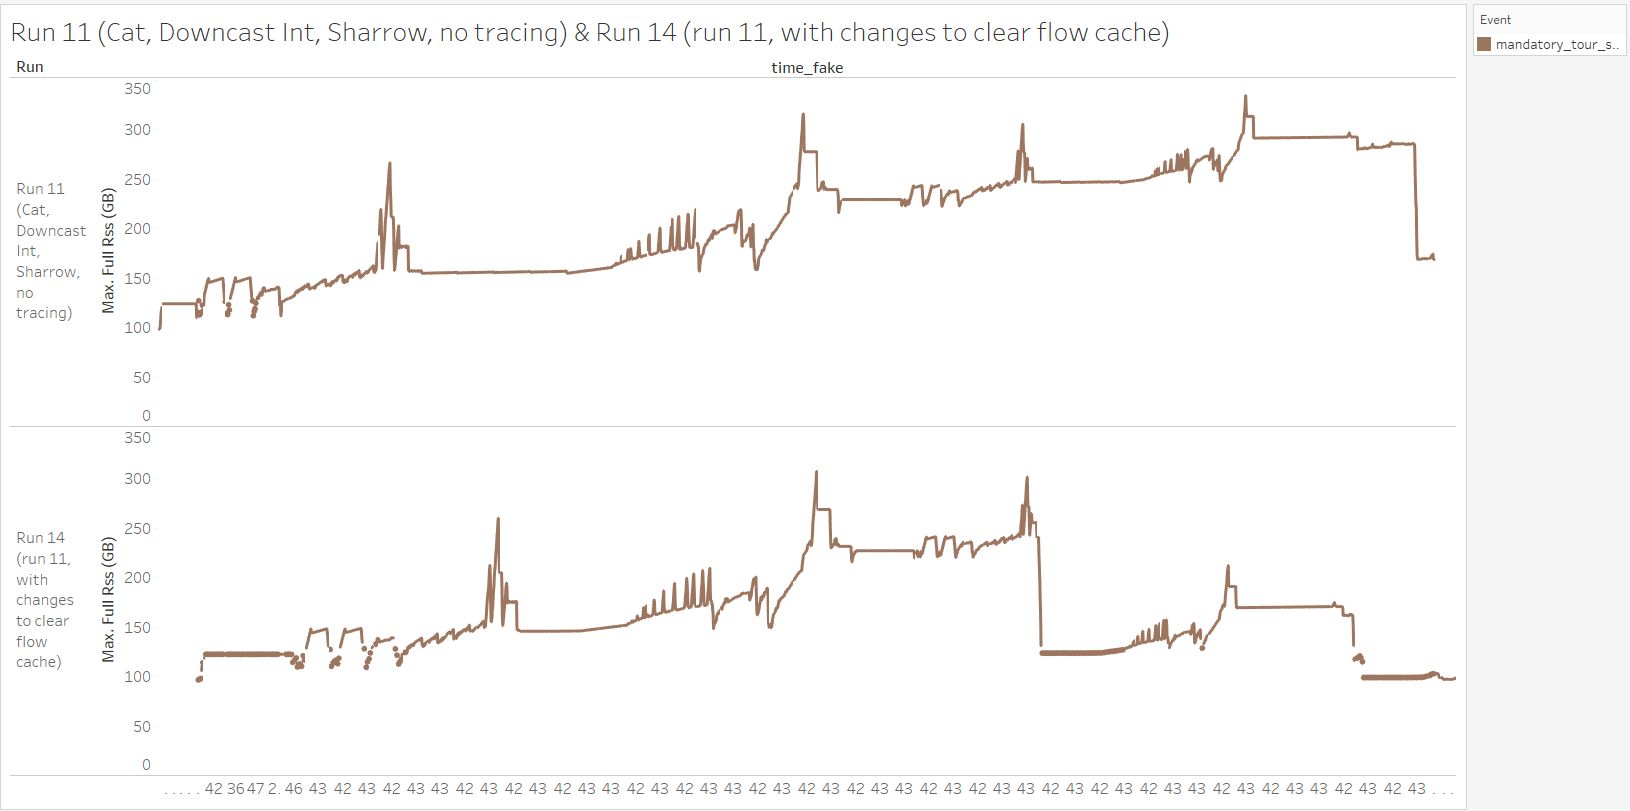 Run 11 (Cat, Downcast Int, Sharrow, no tracing) & Run 14 (run 11, with changes to clear flow cache)
Event
mandatory_tour_s..
Run
time_fake
350
300
250
200
150
100
50
0
Max. Full Rss (GB)
Run 11
(Cat,
Downcast
Int,
Sharrow,
no
tracing)
350
300
250
200
150
100
50
0
Max. Full Rss (GB)
Run 14
(run 11,
with
changes
to clear
flow
cache)
. . . . . 42 36 47 2. 46 43 42 43 42 43 43 42 43 42 43 42 43 42 43 42 43 42 43 42 43 42 43 42 43 42 43 42 43 42 43 43 42 43 42 43 42 43 42 43 42 43 . . .